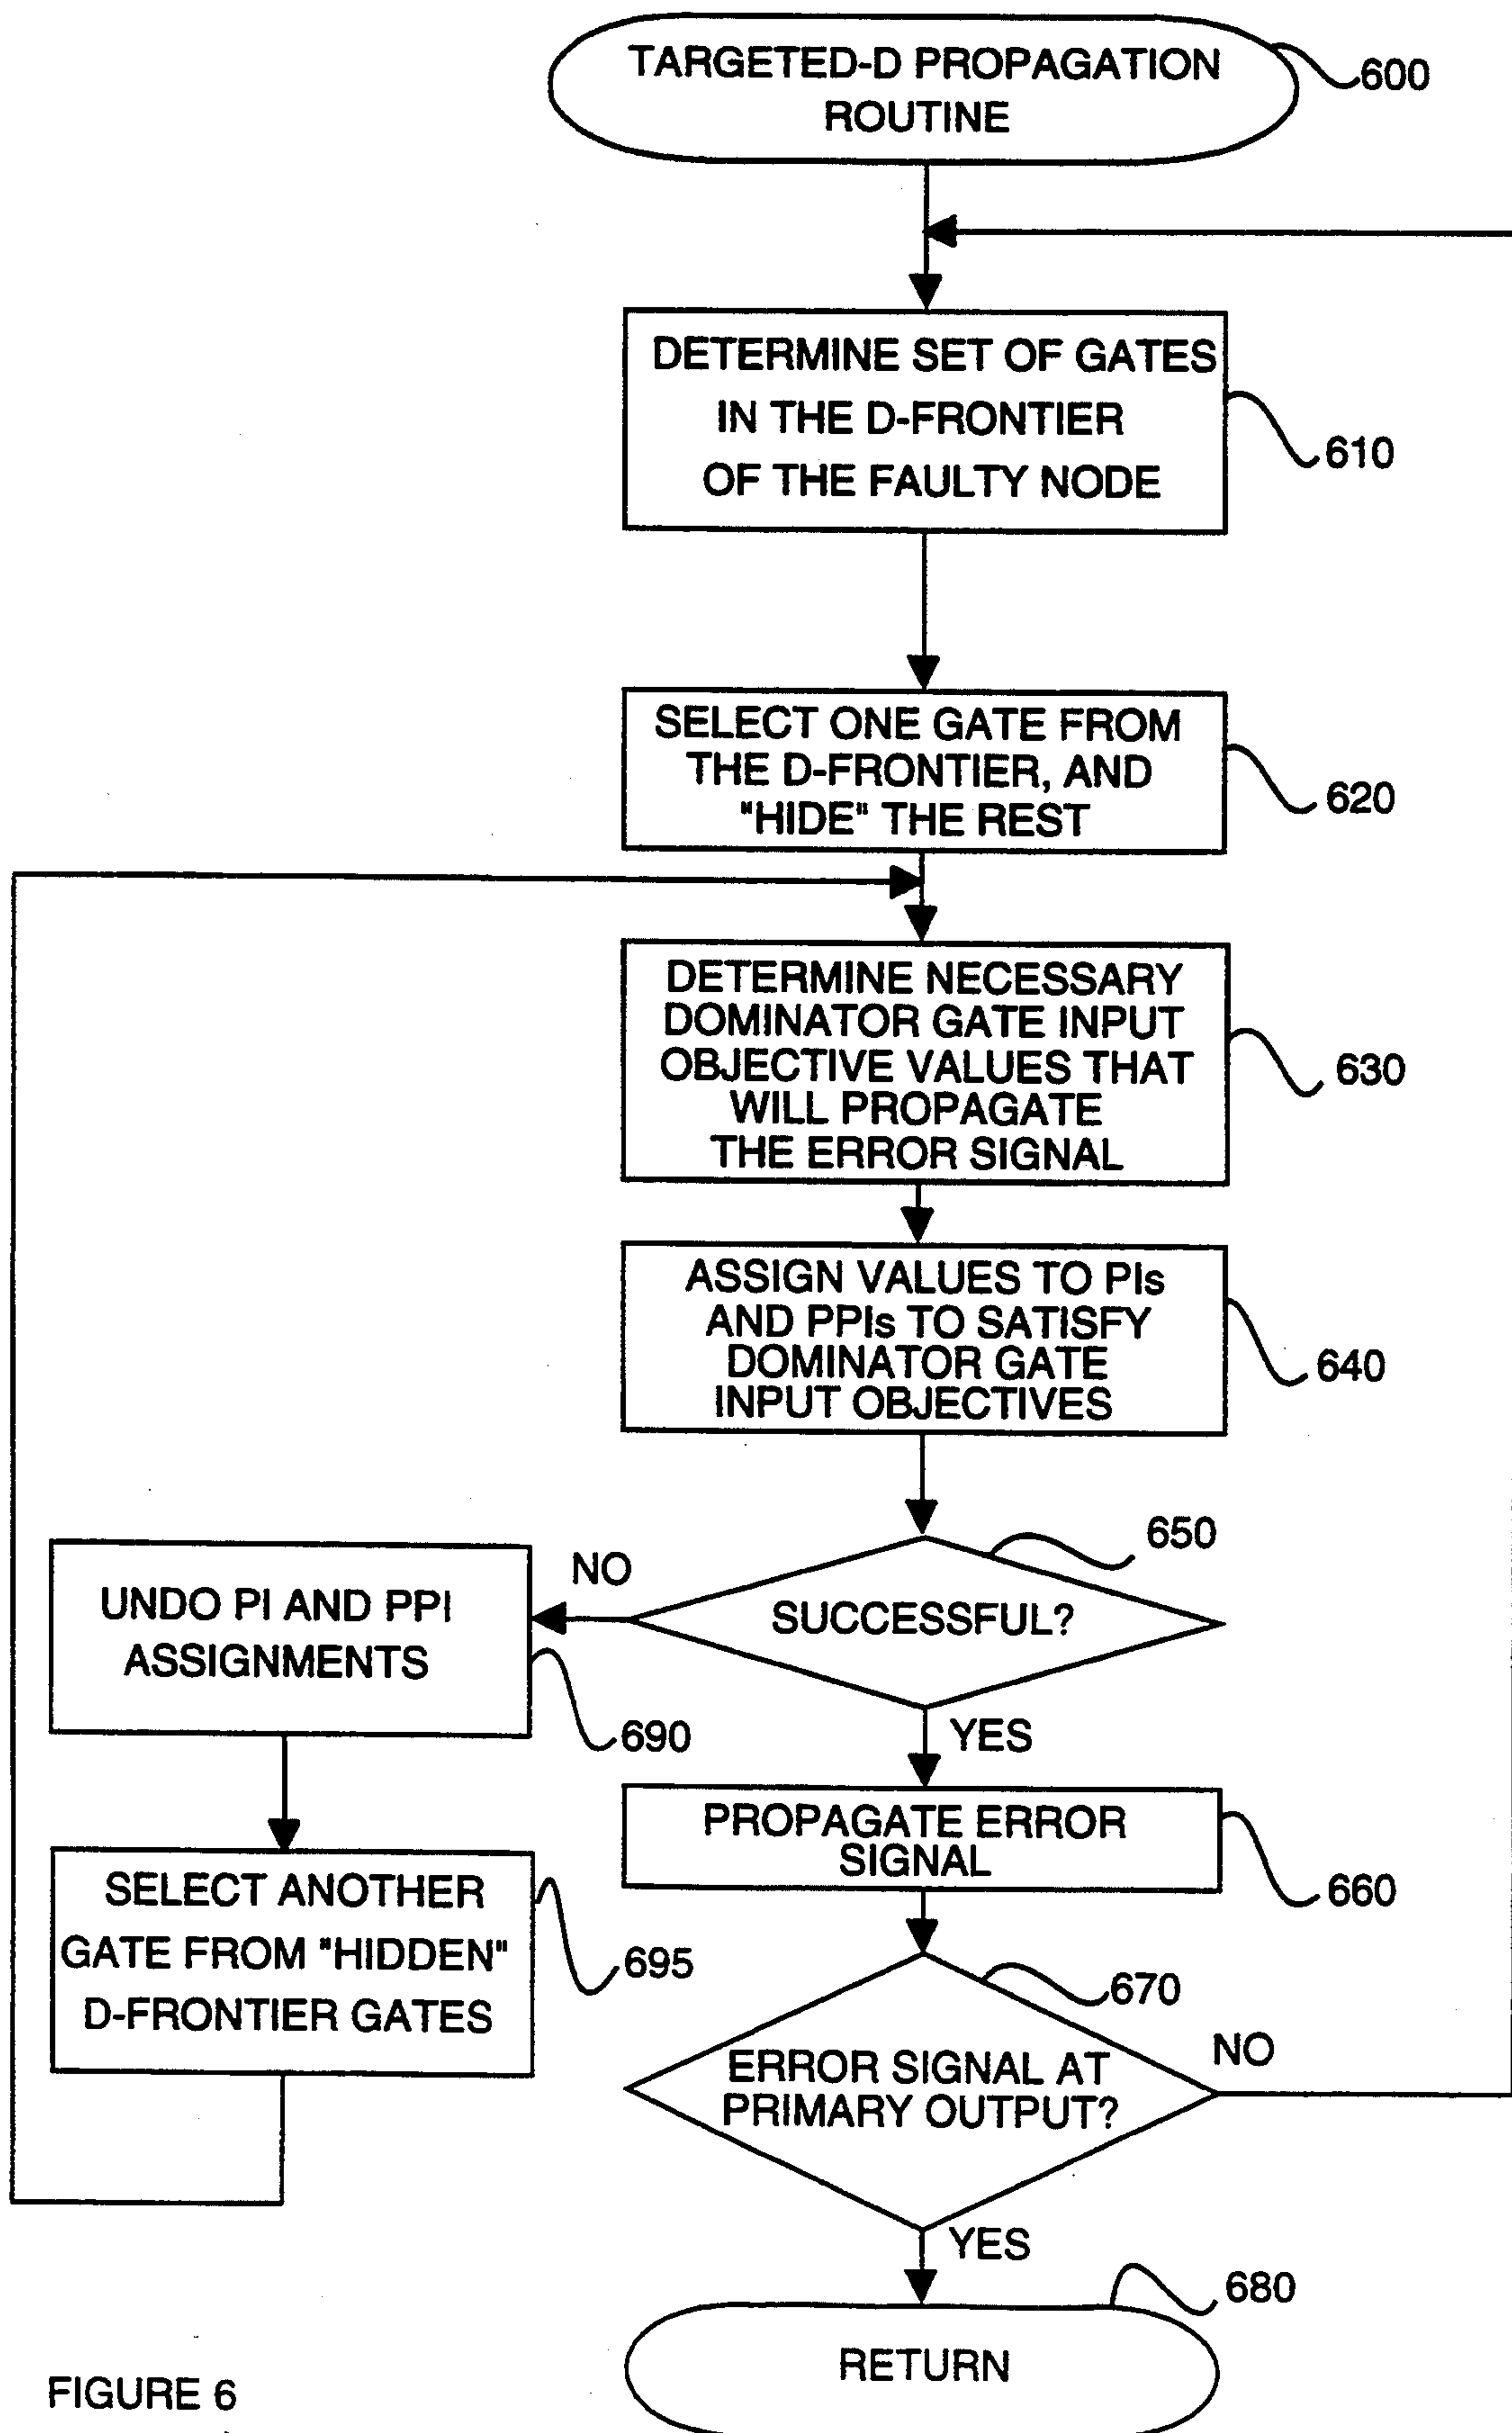 TARGETED-D PROPAGATION
ROUTINE
600
DETERMINE SET OF GATES
IN THE D-FRONTIER
OF THE FAULTY NODE
610
SELECT ONE GATE FROM
THE D-FRONTIER, AND
"HIDE" THE REST
620
DETERMINE NECESSARY
DOMINATOR GATE INPUT
OBJECTIVE VALUES THAT
WILL PROPAGATE
THE ERROR SIGNAL
630
ASSIGN VALUES TO PIs
AND PPIs TO SATISFY
DOMINATOR GATE
INPUT OBJECTIVES
640
650
SUCCESSFUL?
NO
UNDO PI AND PPI
ASSIGNMENTS
690
YES
PROPAGATE ERROR
SIGNAL
660
SELECT ANOTHER
GATE FROM "HIDDEN"
D-FRONTIER GATES
695
670
ERROR SIGNAL AT
PRIMARY OUTPUT?
NO
YES
680
RETURN
FIGURE 6